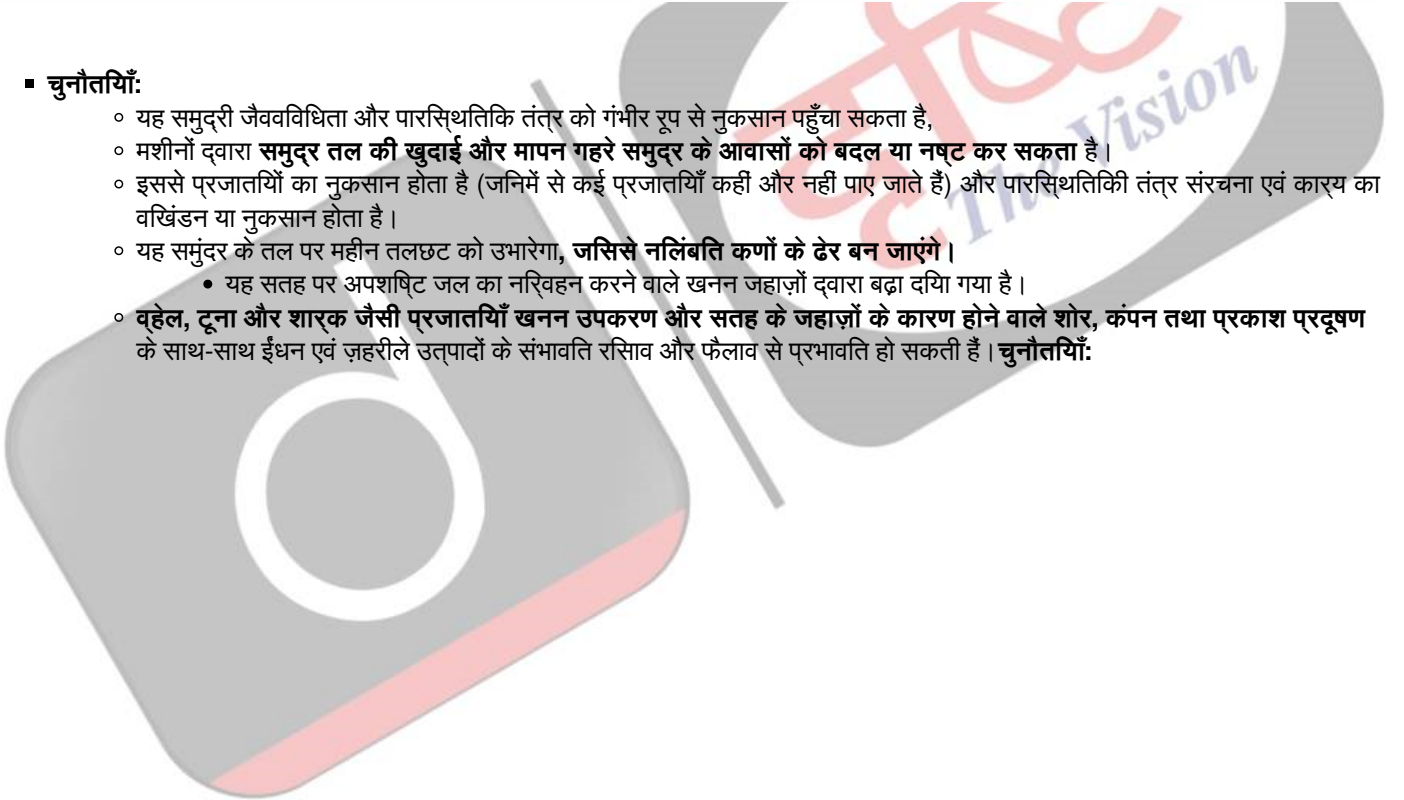 दृष्टि
The Vision
▪ चुनौतियाँ:
○ यह समुद्री जैवविविधिता और पारिस्थितिकि तंत्र को गंभीर रूप से नुकसान पहुँचा सकता है,
○ मशीनों द्वारा समुद्र तल की खुदाई और मापन गहरे समुद्र के आवासों को बदल या नष्ट कर सकता है।
○ इससे प्रजातियों का नुकसान होता है (जिनमें से कई प्रजातियाँ कहीं और नहीं पाए जाते हैं) और पारिस्थितिकी तंत्र संरचना एवं कार्य का
विखंडन या नुकसान होता है।
○ यह समुंदर के तल पर महीन तलछट को उभारेगा, जिससे निलंबित कणों के ढेर बन जाएंगे।
● यह सतह पर अपशिष्ट जल का निर्वहन करने वाले खनन जहाज़ों द्वारा बढ़ा दिया गया है।
○ व्हेल, टूना और शार्क जैसी प्रजातियाँ खनन उपकरण और सतह के जहाज़ों के कारण होने वाले शोर, कंपन तथा प्रकाश प्रदूषण
के साथ-साथ ईंधन एवं ज़हरीले उत्पादों के संभावित रिसाव और फैलाव से प्रभावित हो सकती हैं। चुनौतियाँ: